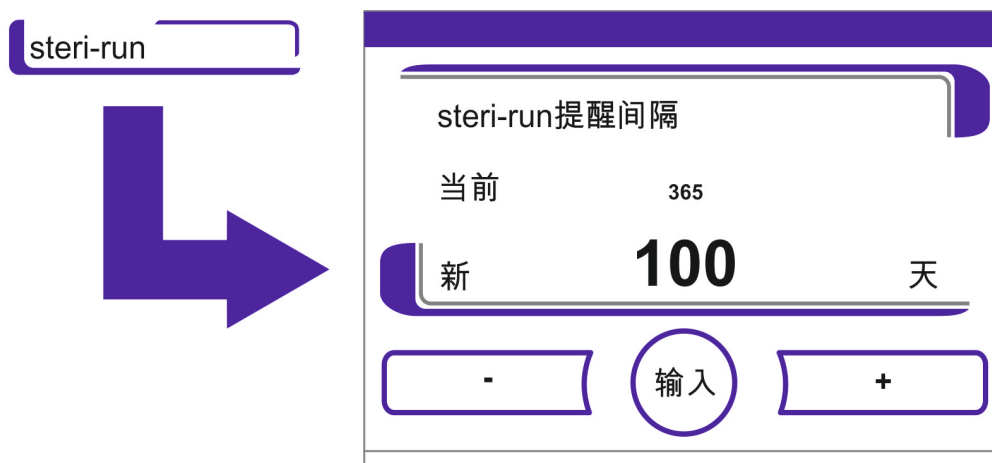 steri-run
steri-run提醒间隔
当前 365
新 100 天
- 输入 +